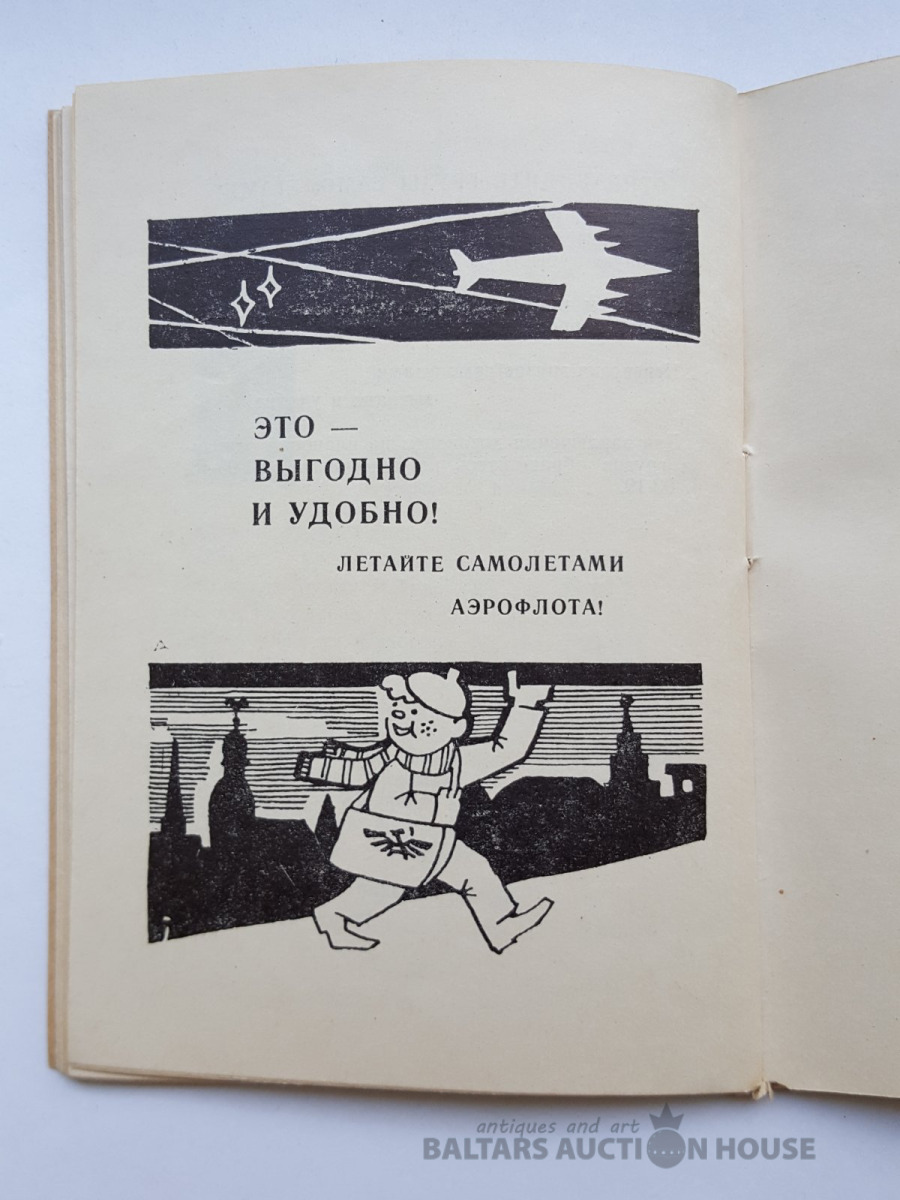 ЭТО —
ВЫГОДНО
И УДОБНО!
ЛЕТАЙТЕ САМОЛЕТАМИ
АЭРОФЛОТА!
antiques and art
BALTARS AUCTION HOUSE